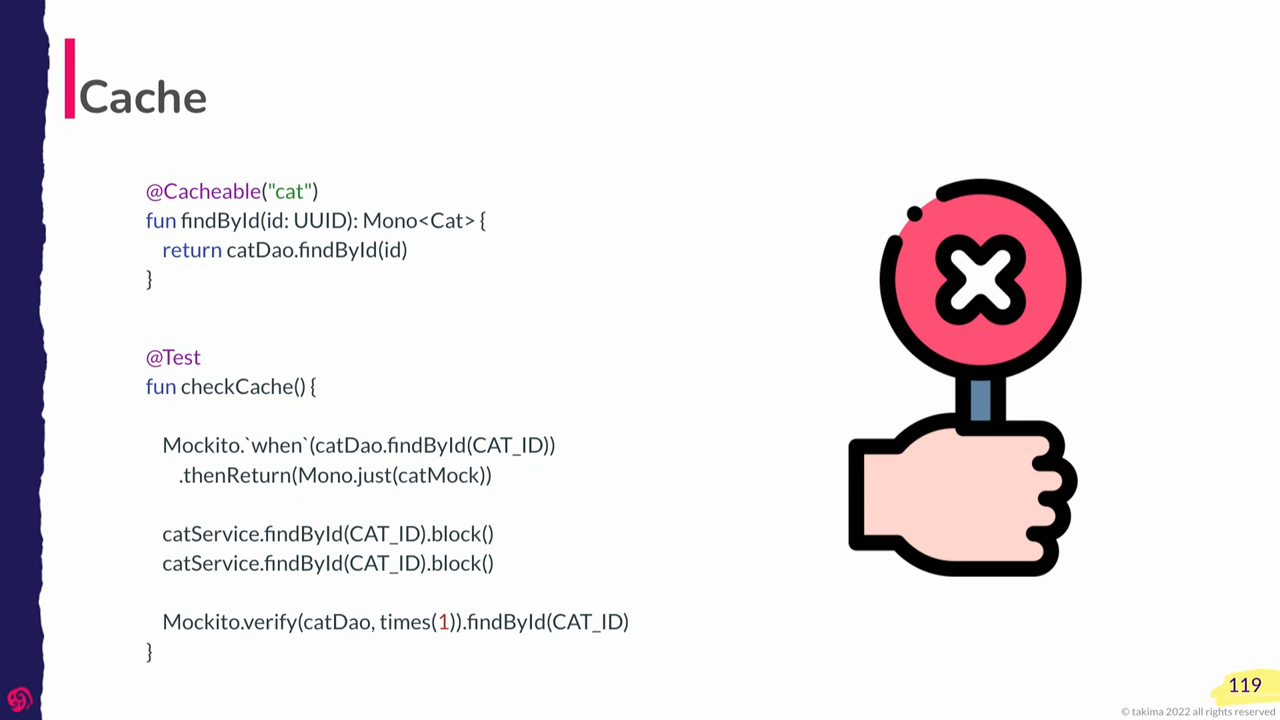 Cache
@Cacheable("cat")
fun findById(id: UUID): Mono<Cat> {
return catDao.findById(id)
}
@Test
fun checkCache() {
Mockito.`when`(catDao.findById(CAT_ID))
.thenReturn(Mono.just(catMock))
catService.findById(CAT_ID).block()
catService.findById(CAT_ID).block()
Mockito.verify(catDao, times(1)).findById(CAT_ID)
}
119
© takima 2022 all rights reserved